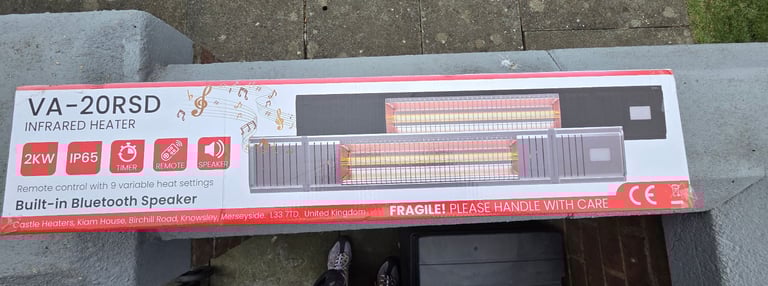 VA-20RSD
INFRARED HEATER
2KW
IP65
TIMER
REMOTE
SPEAKER
Remote control with 9 variable heat settings
Built-in Bluetooth Speaker
Castle Heaters, Kiam House, Birchill Road, Knowsley, Merseyside, L33 7TD, United Kingdom
FRAGILE! PLEASE HANDLE WITH CARE
CE